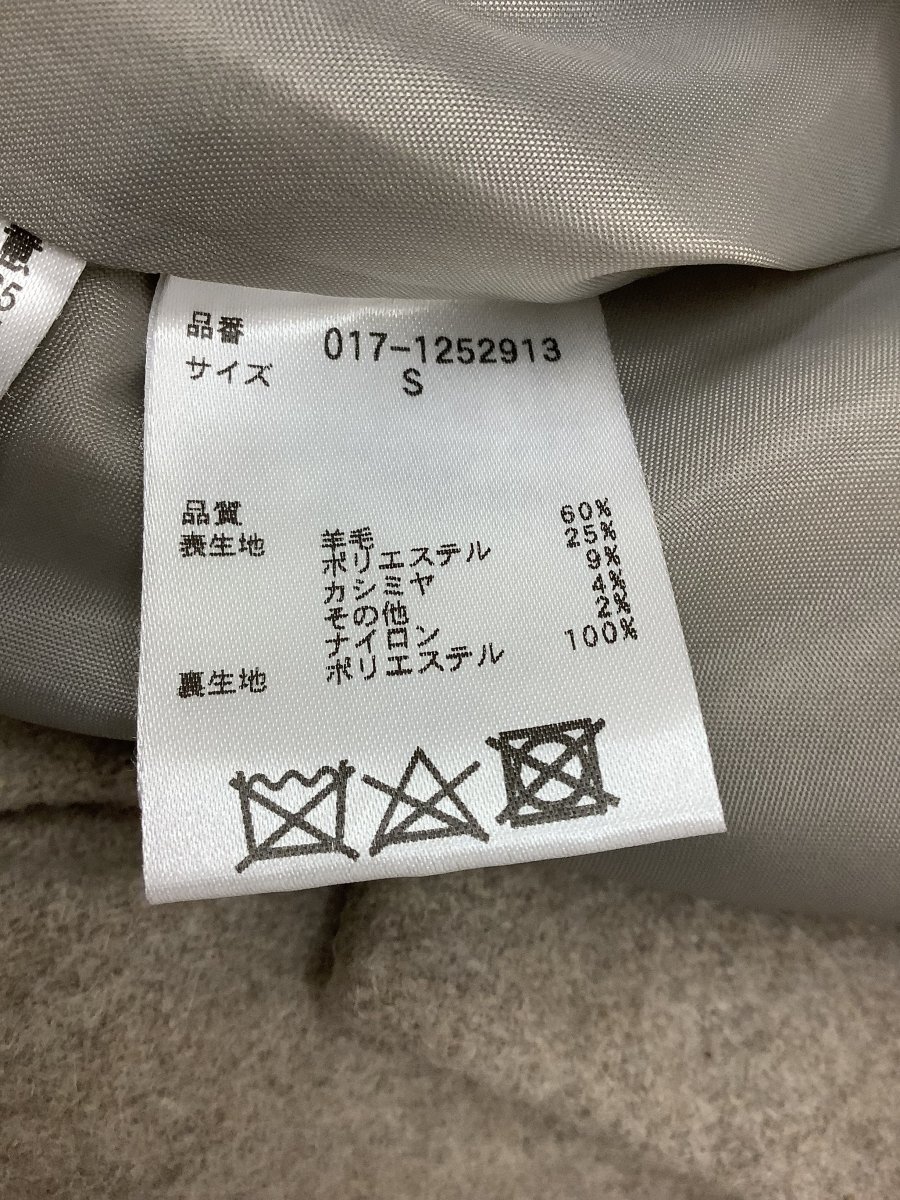 品番 017-1252913
サイズ S
品質
表生地 羊毛 60%
ポリエステル 25%
カシミヤ 9%
その他 4%
ナイロン 2%
裏生地 ポリエステル 100%
意
5